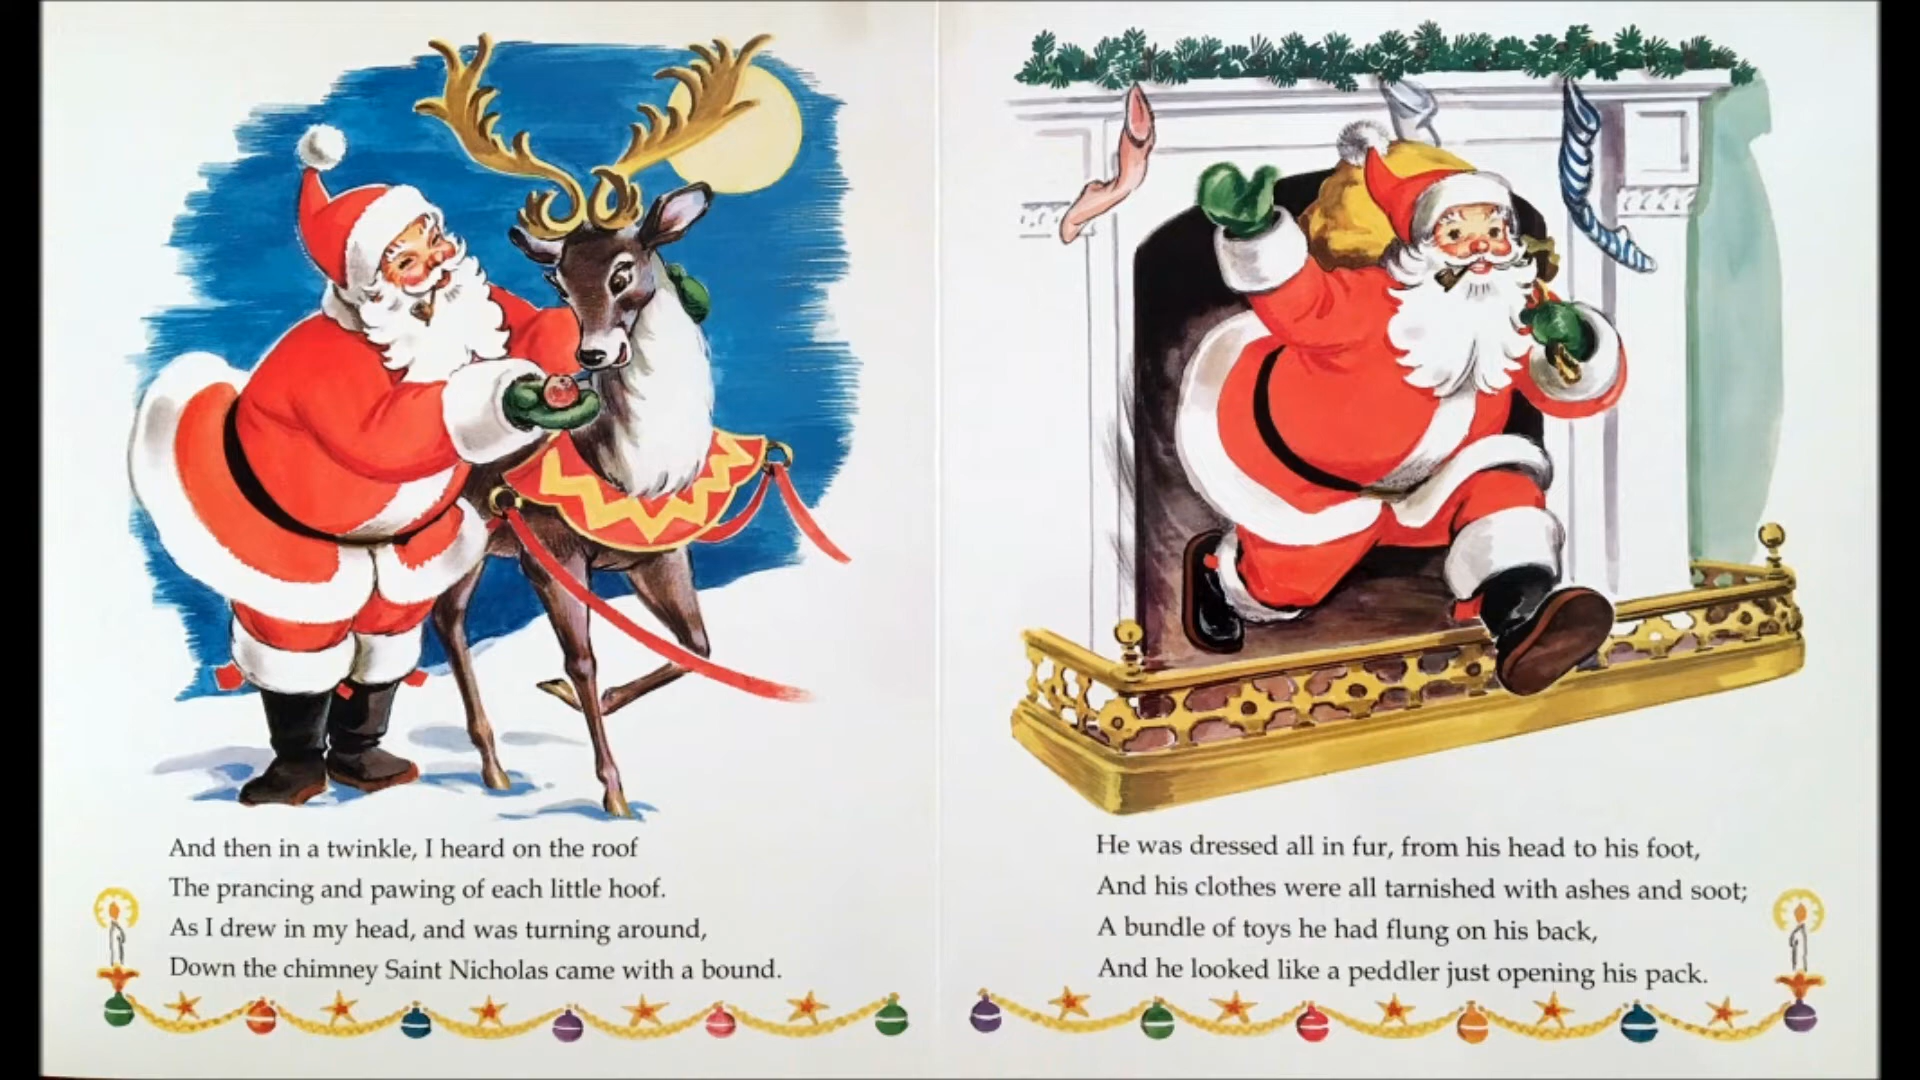 And then in a twinkle, I heard on the roof
The prancing and pawing of each little hoof.
As I drew in my head, and was turning around,
Down the chimney Saint Nicholas came with a bound.
He was dressed all in fur, from his head to his foot,
And his clothes were all tarnished with ashes and soot;
A bundle of toys he had flung on his back,
And he looked like a peddler just opening his pack.